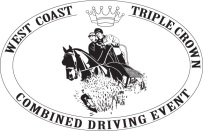 WEST COAST TRIPLE CROWN
COMBINED DRIVING EVENT